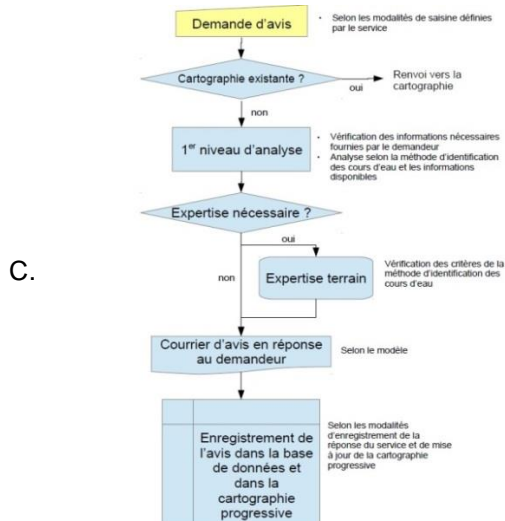 Demande d'avis
· Selon les modalités de saisine définies
par le service
Cartographie existante ?
oui
Renvoi vers la
cartographie
non
1er niveau d'analyse
· Vérification des informations nécessaires
fournies par le demandeur
· Analyse selon la méthode d'identification
des cours d'eau et les informations
disponibles
Expertise nécessaire ?
oui
non
C.
Expertise terrain
Vérification des critères de la
méthode d'identification des
cours d'eau
Courrier d'avis en réponse
au demandeur
Selon le modèle
Enregistrement de
l'avis dans la base
de données et
dans la
cartographie
progressive
Selon les modalités
d'enregistrement de la
réponse du service et de mise
à jour de la cartographie
progressive